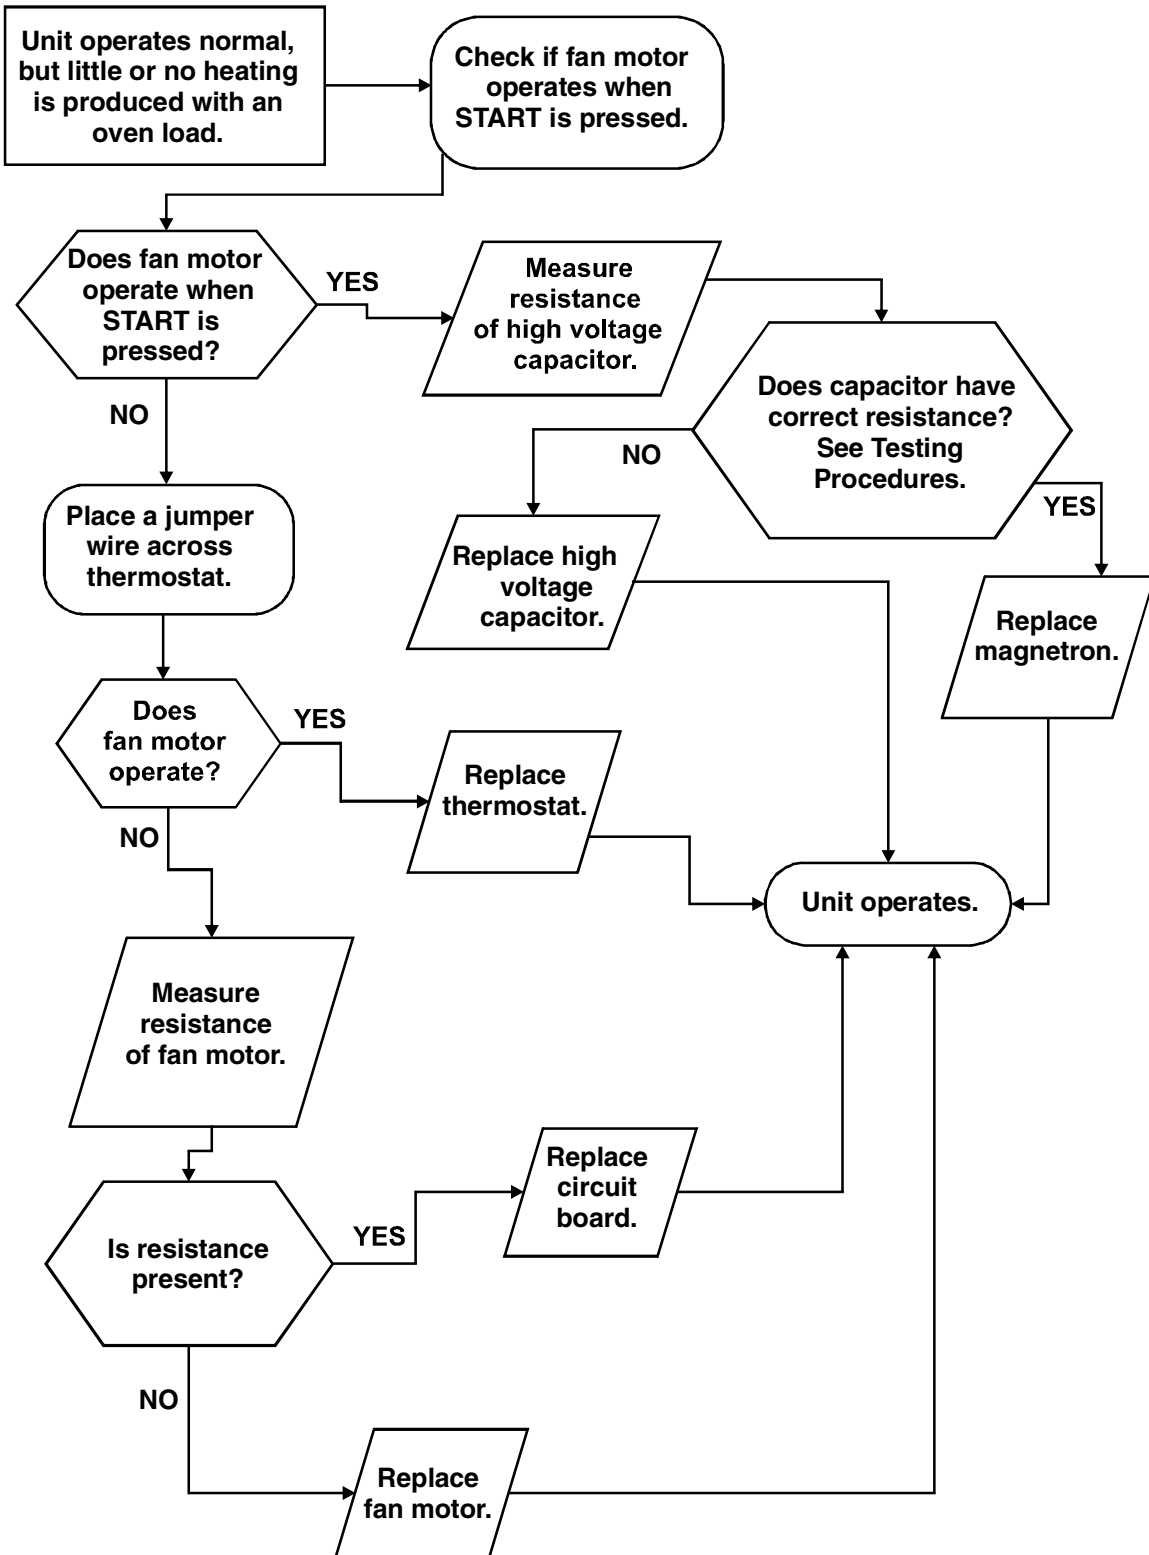 Unit operates normal,
but little or no heating
is produced with an
oven load.
Check if fan motor
operates when
START is pressed.
Does fan motor
operate when
START is
pressed?
YES
NO
Measure
resistance
of high voltage
capacitor.
Does capacitor have
correct resistance?
See Testing
Procedures.
NO
YES
Place a jumper
wire across
thermostat.
Replace high
voltage
capacitor.
Replace
magnetron.
Does
fan motor
operate?
YES
NO
Replace
thermostat.
Unit operates.
Measure
resistance
of fan motor.
Is resistance
present?
YES
NO
Replace
circuit
board.
Replace
fan motor.